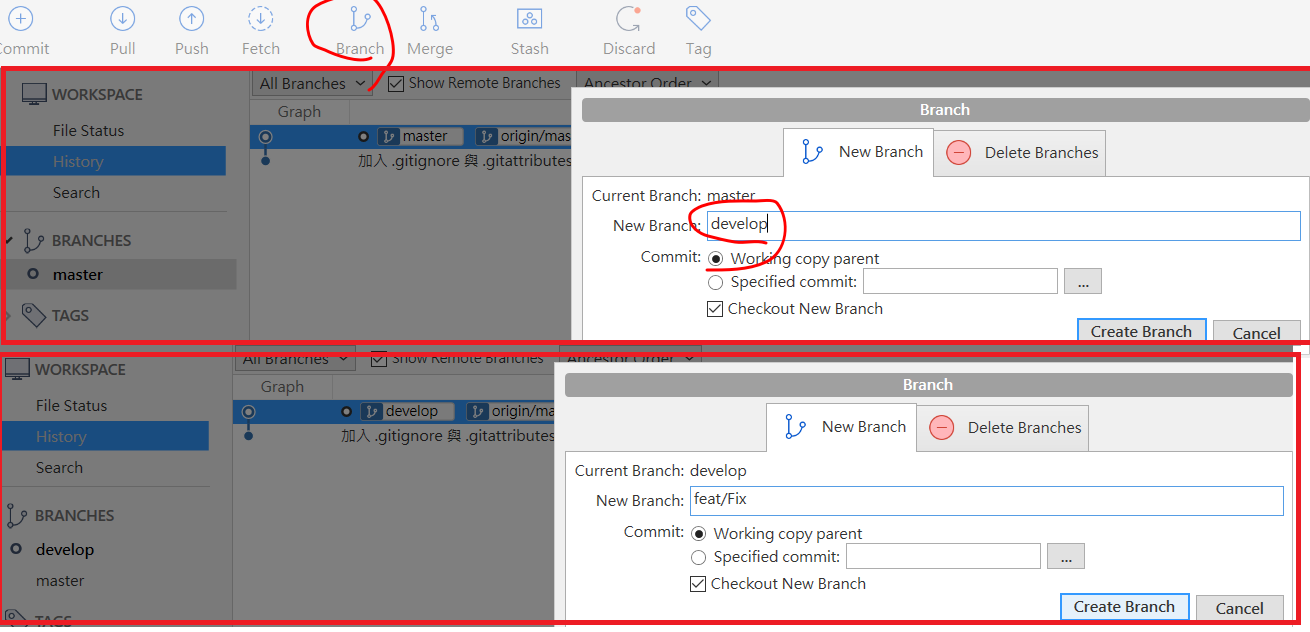 Commit Pull Push Fetch Branch Merge Stash Discard Tag
WORKSPACE
File Status
History
Search
BRANCHES
master
TAGS
All Branches Show Remote Branches Ancestor Order
Graph
master origin/mas
加入 .gitignore 與 .gitattributes
Branch
New Branch Delete Branches
Current Branch: master
New Branch: develop
Commit: Working copy parent
Specified commit: ...
Checkout New Branch
Create Branch Cancel
WORKSPACE
File Status
History
Search
BRANCHES
develop
master
TAGS
All Branches Show Remote Branches Ancestor Order
Graph
develop origin/ma
加入 .gitignore 與 .gitattributes
Branch
New Branch Delete Branches
Current Branch: develop
New Branch: feat/Fix
Commit: Working copy parent
Specified commit: ...
Checkout New Branch
Create Branch Cancel